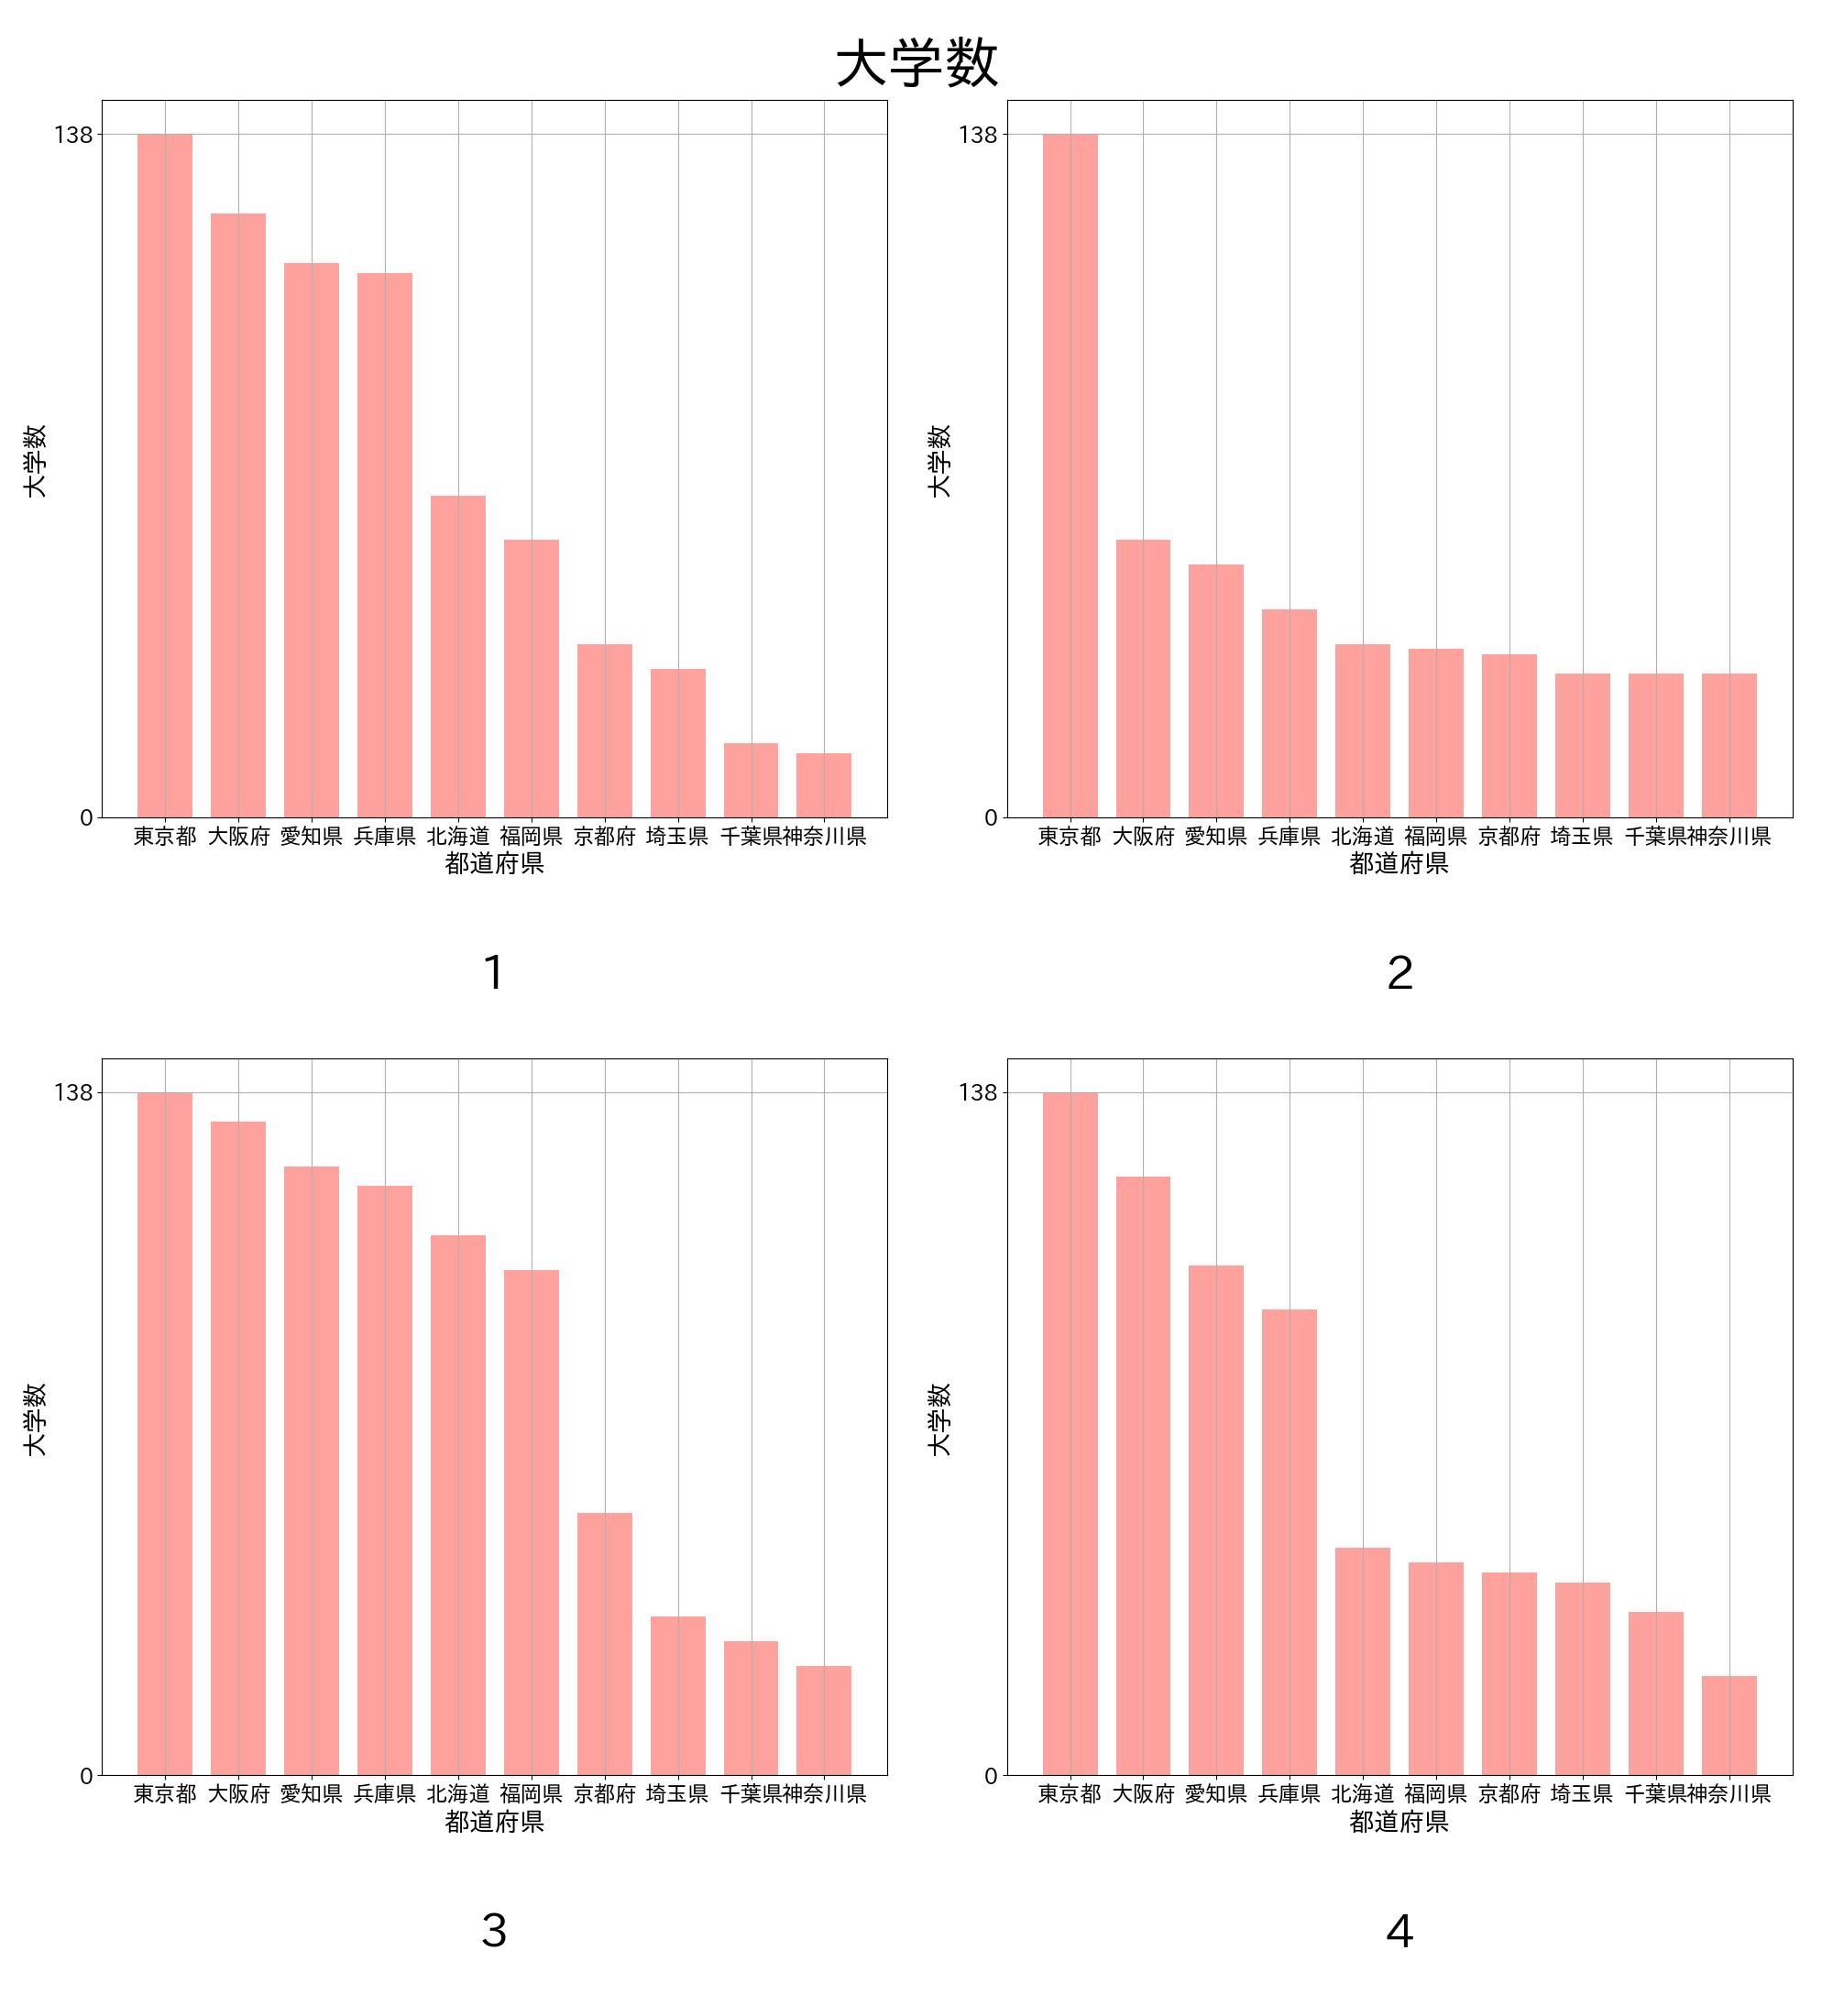 大学数
138
0
大学数
東京都 大阪府 愛知県 兵庫県 北海道 福岡県 京都府 埼玉県 千葉県 神奈川県
都道府県
1
138
0
大学数
東京都 大阪府 愛知県 兵庫県 北海道 福岡県 京都府 埼玉県 千葉県 神奈川県
都道府県
2
138
0
大学数
東京都 大阪府 愛知県 兵庫県 北海道 福岡県 京都府 埼玉県 千葉県 神奈川県
都道府県
3
138
0
大学数
東京都 大阪府 愛知県 兵庫県 北海道 福岡県 京都府 埼玉県 千葉県 神奈川県
都道府県
4